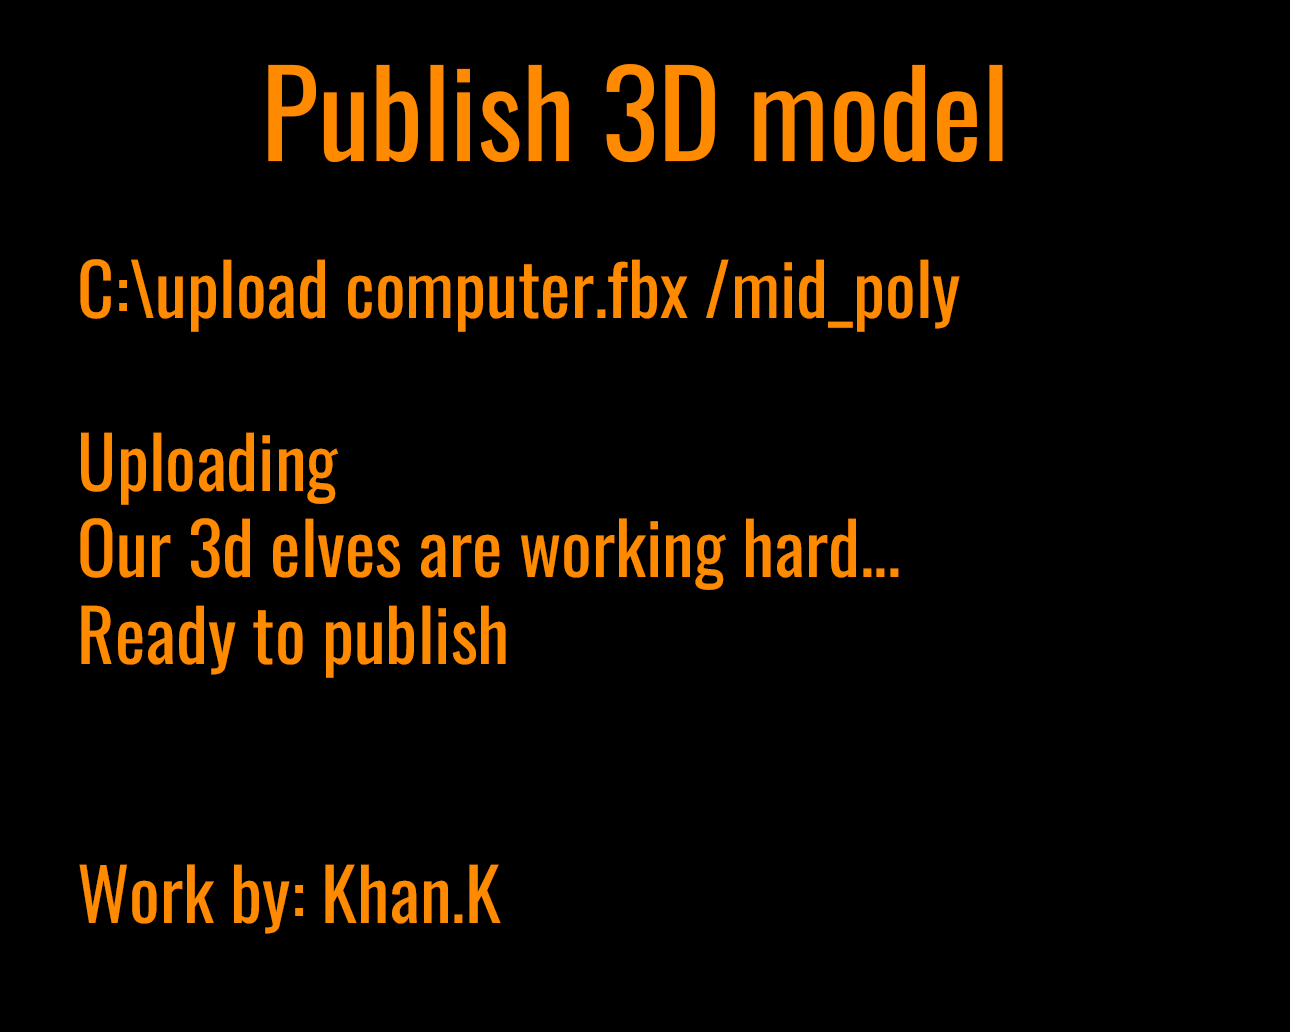 Publish 3D model
C:\upload computer.fbx /mid_poly
Uploading
Our 3d elves are working hard...
Ready to publish
Work by: Khan.K